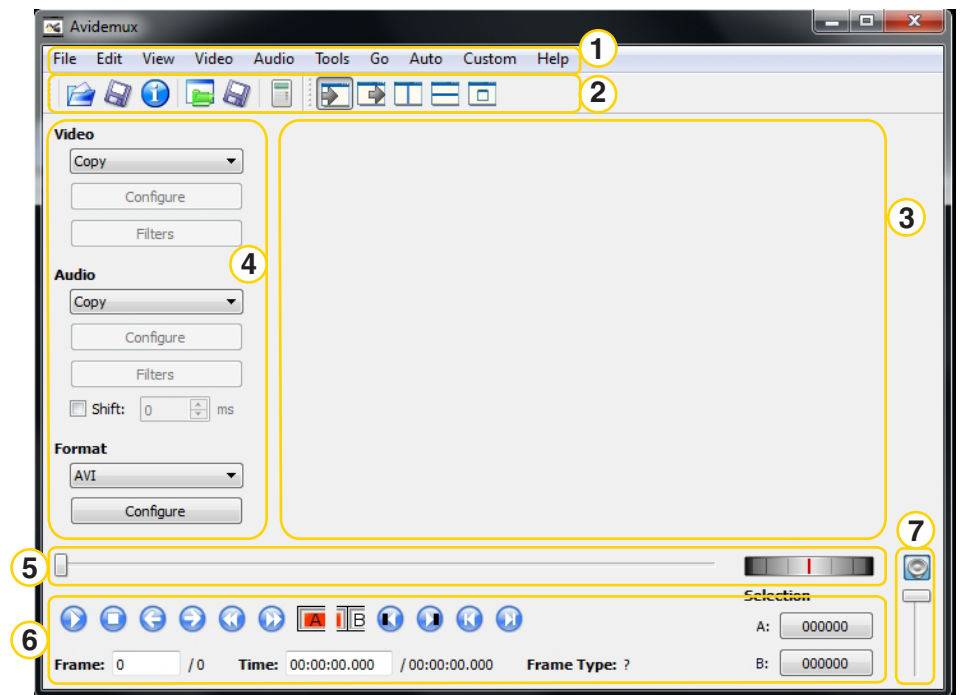 Avidemux
File Edit View Video Audio Tools Go Auto Custom Help
1
2
Video
Copy
Configure
Filters
3
4
Audio
Copy
Configure
Filters
Shift: 0 ms
Format
AVI
Configure
7
5
Selection
A B
A: 000000
6
Frame: 0 / 0 Time: 00:00:00.000 / 00:00:00.000 Frame Type: ?
B: 000000